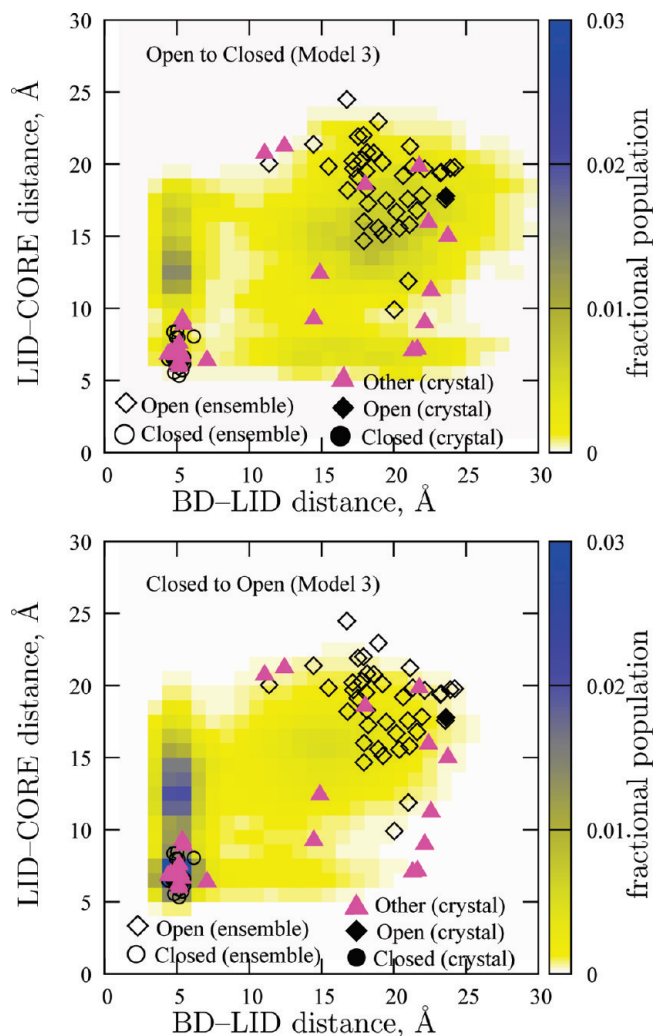 30
25
20
15
10
5
0
LID–CORE distance, Å
Open to Closed (Model 3)
Other (crystal)
Open (ensemble)
Open (crystal)
Closed (ensemble)
Closed (crystal)
0 5 10 15 20 25 30
BD–LID distance, Å
0.03
0.02
0.01
0
fractional population
30
25
20
15
10
5
0
LID–CORE distance, Å
Closed to Open (Model 3)
Other (crystal)
Open (ensemble)
Open (crystal)
Closed (ensemble)
Closed (crystal)
0 5 10 15 20 25 30
BD–LID distance, Å
0.03
0.02
0.01
0
fractional population